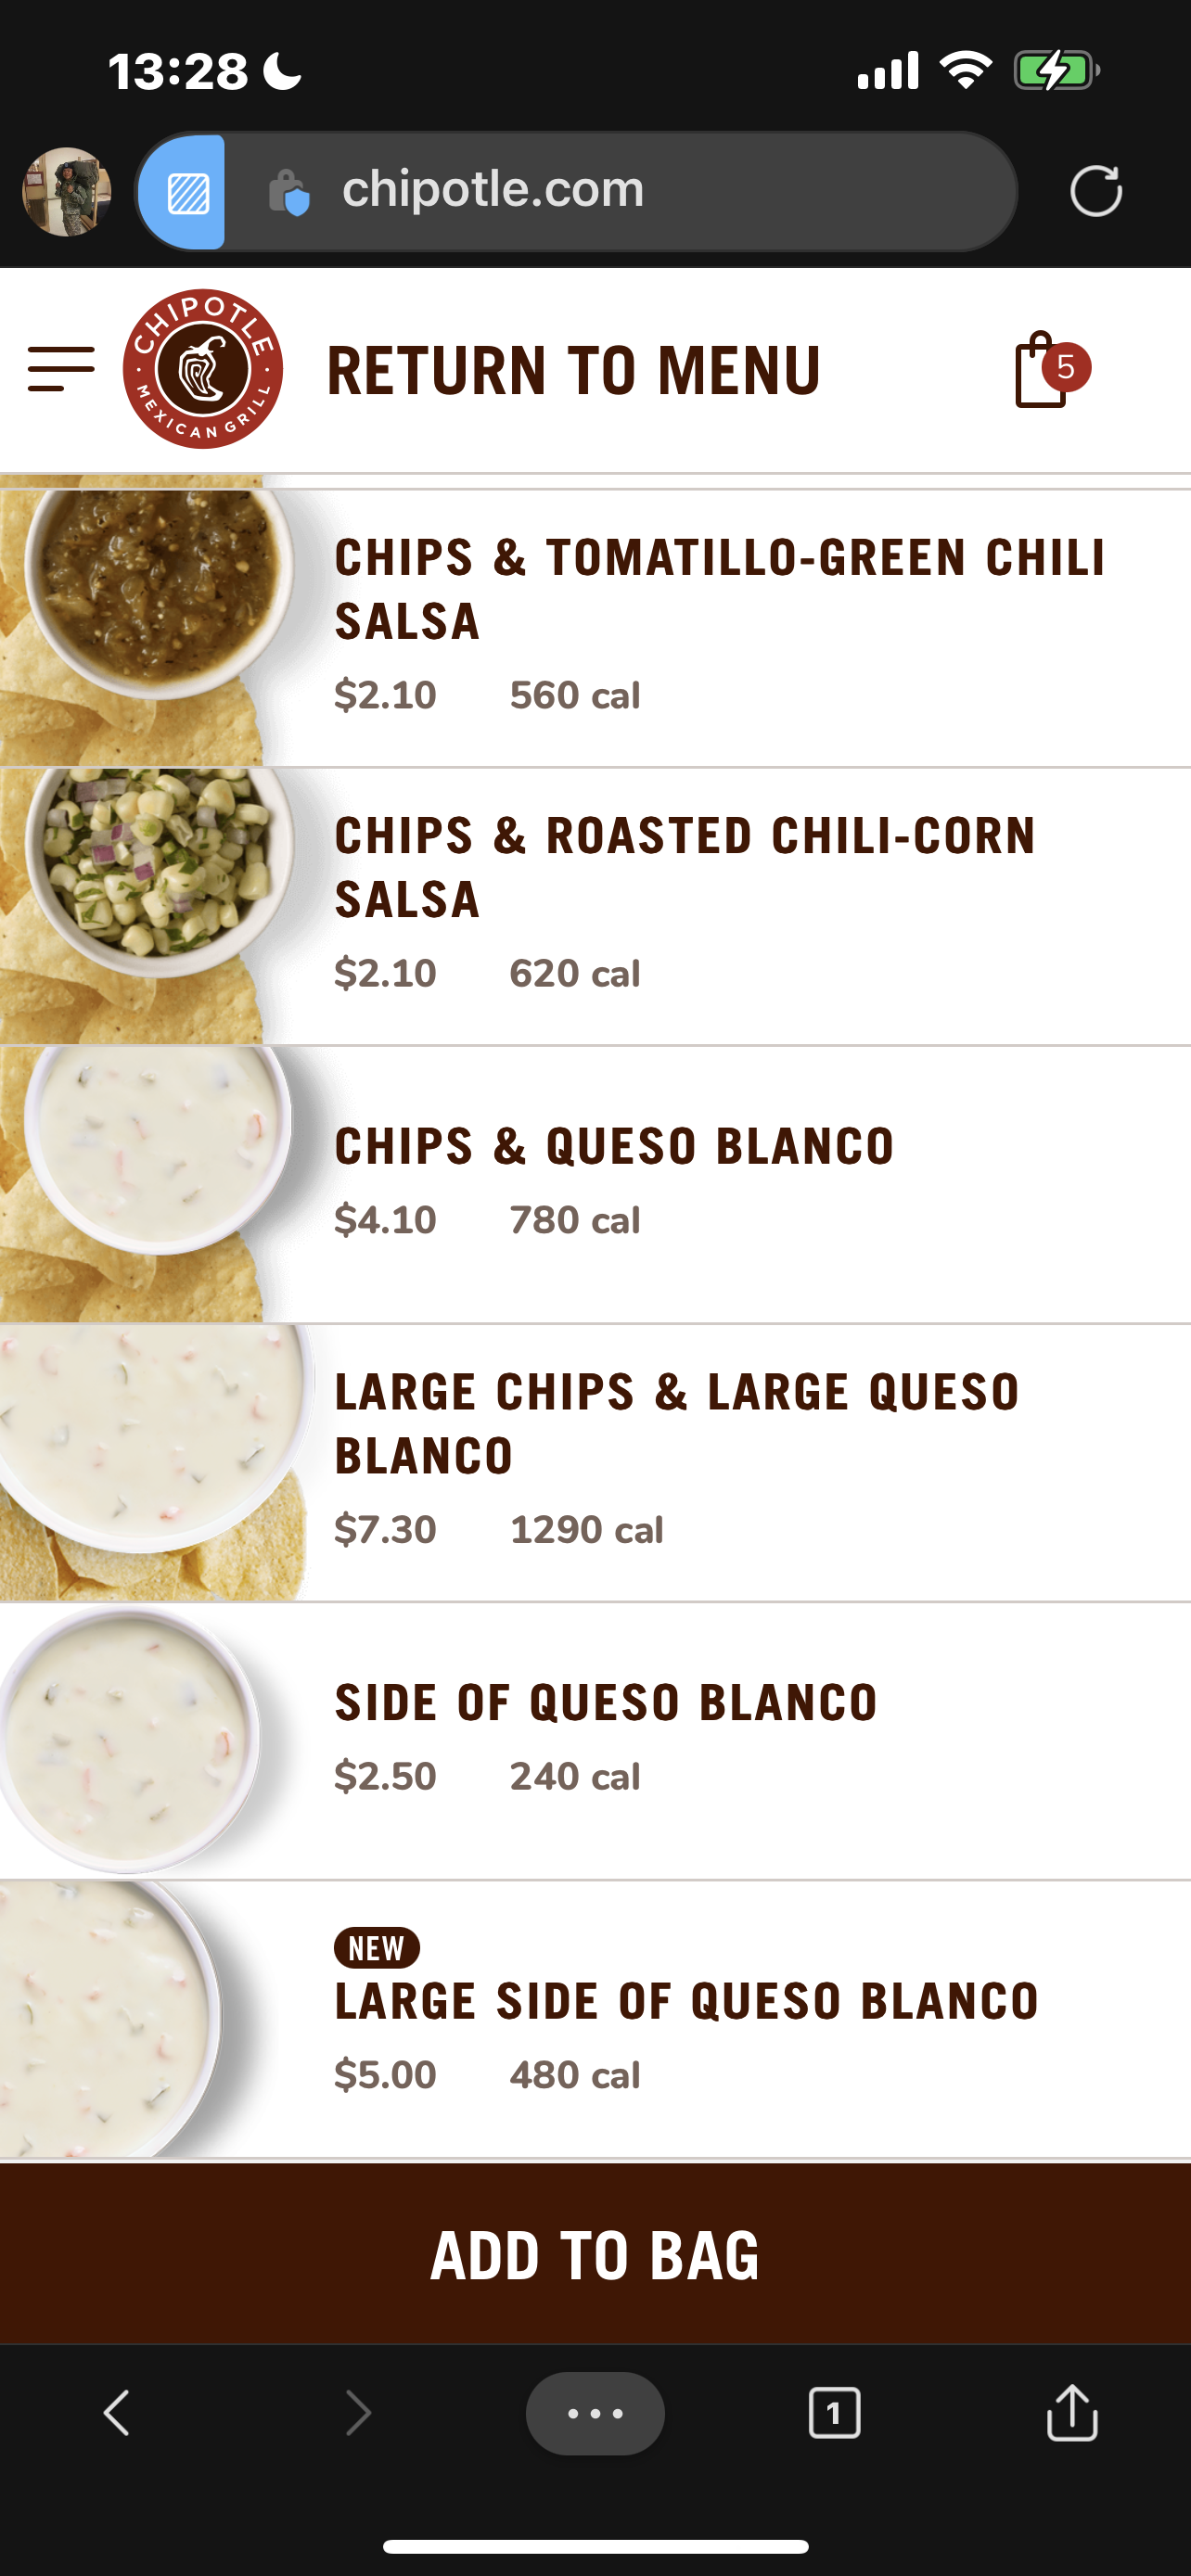 13:28
chipotle.com
CHIPOTLE
MEXICAN GRILL
RETURN TO MENU
5
CHIPS & TOMATILLO-GREEN CHILI
SALSA
$2.10 560 cal
CHIPS & ROASTED CHILI-CORN
SALSA
$2.10 620 cal
CHIPS & QUESO BLANCO
$4.10 780 cal
LARGE CHIPS & LARGE QUESO
BLANCO
$7.30 1290 cal
SIDE OF QUESO BLANCO
$2.50 240 cal
NEW
LARGE SIDE OF QUESO BLANCO
$5.00 480 cal
ADD TO BAG
1